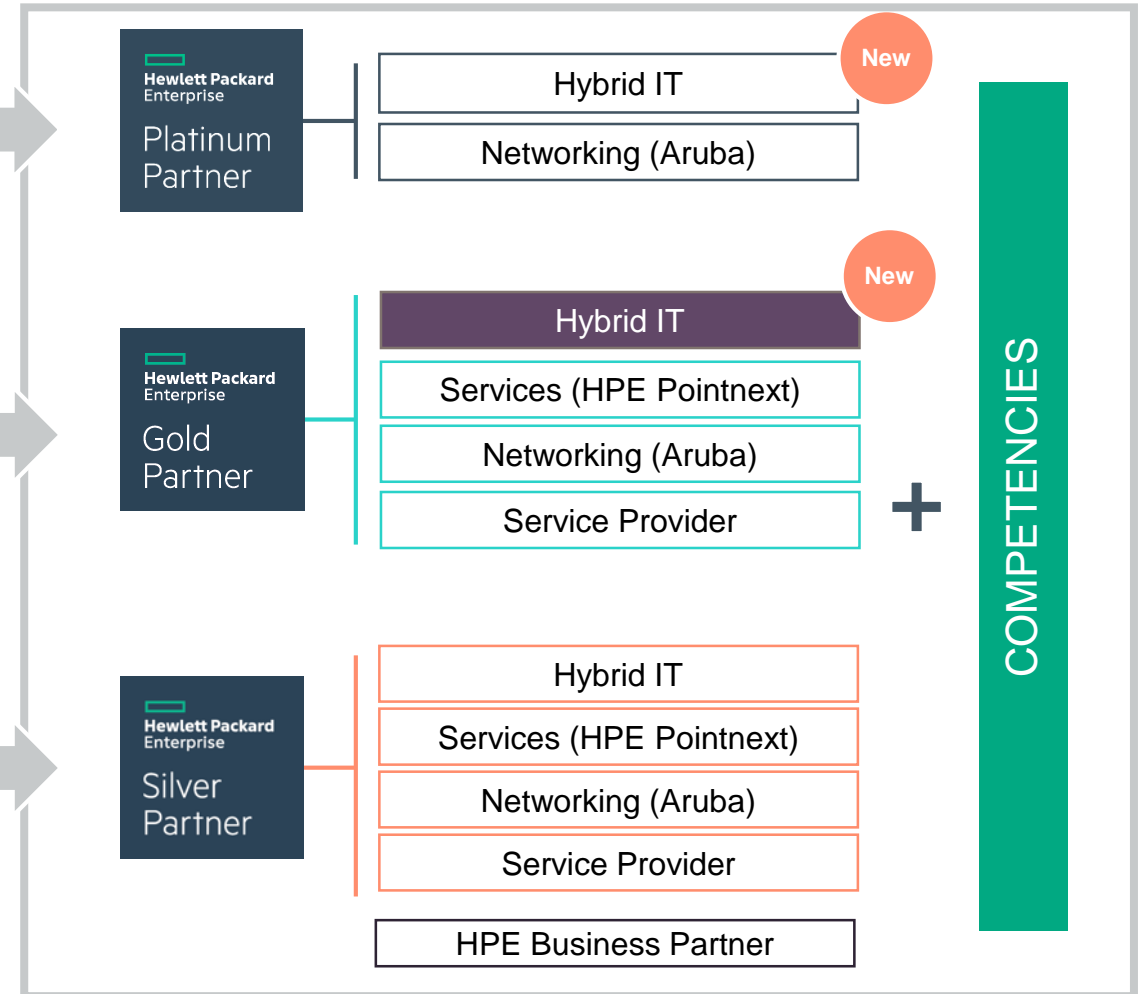 Hewlett Packard
Enterprise
Platinum
Partner
New
Hybrid IT
Networking (Aruba)
Hewlett Packard
Enterprise
Gold
Partner
New
Hybrid IT
Services (HPE Pointnext)
Networking (Aruba)
Service Provider
+
COMPETENCIES
Hewlett Packard
Enterprise
Silver
Partner
Hybrid IT
Services (HPE Pointnext)
Networking (Aruba)
Service Provider
HPE Business Partner